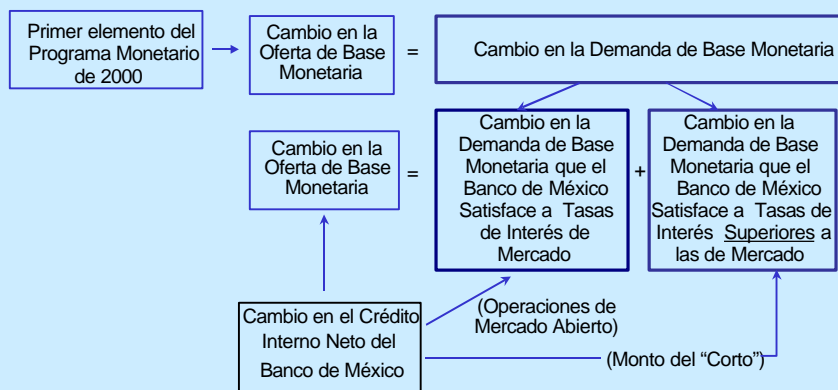 Primer elemento del
Programa Monetario
de 2000
Cambio en la
Oferta de Base
Monetaria
=
Cambio en la Demanda de Base Monetaria
Cambio en la
Oferta de Base
Monetaria
=
Cambio en la
Demanda de Base
Monetaria que el
Banco de México
Satisface a Tasas
de Interés de
Mercado
+
Cambio en la
Demanda de Base
Monetaria que el
Banco de México
Satisface a Tasas de
Interés Superiores a
las de Mercado
Cambio en el Crédito
Interno Neto del
Banco de México
(Operaciones de
Mercado Abierto)
(Monto del “Corto”)